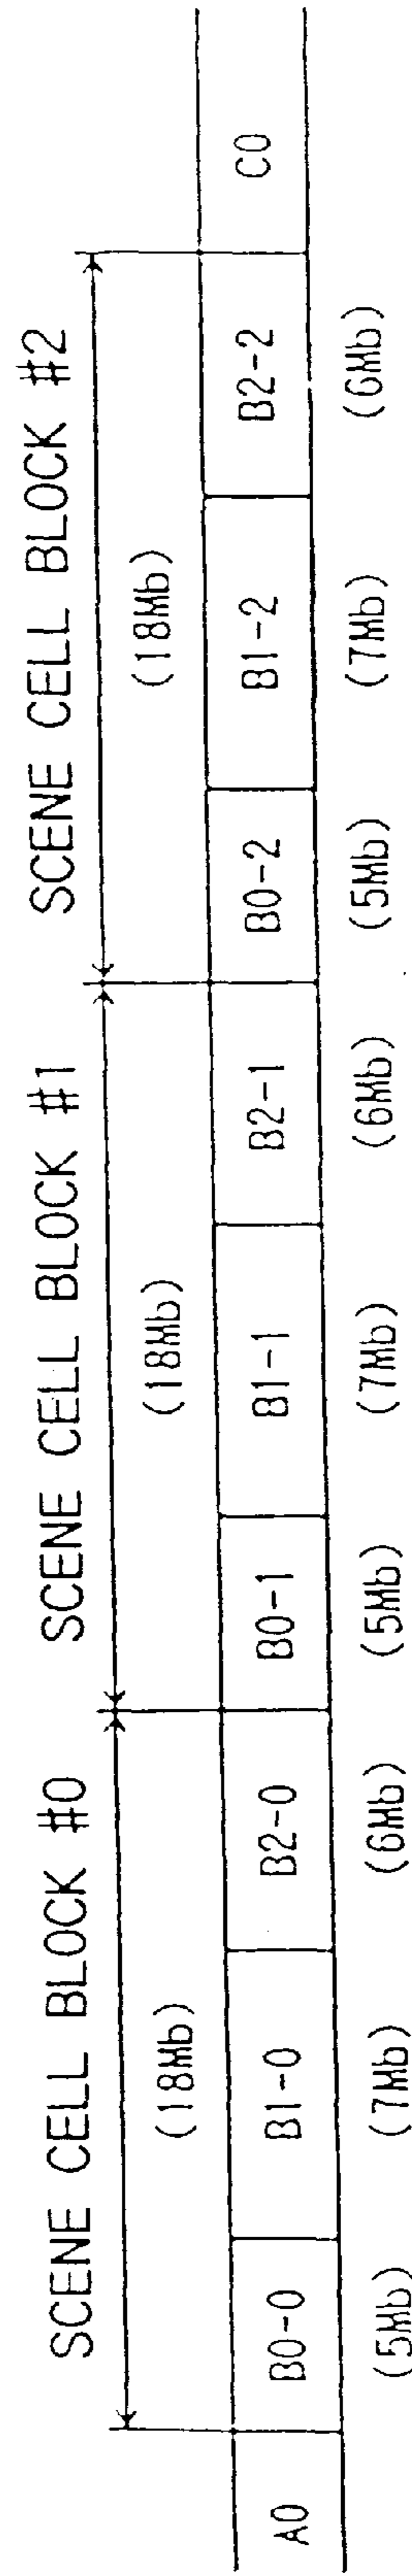 SCENE CELL BLOCK #0 SCENE CELL BLOCK #1 SCENE CELL BLOCK #2
(18Mb) (18Mb) (18Mb)
A0 B0-0 B1-0 B2-0 B0-1 B1-1 B2-1 B0-2 B1-2 B2-2 C0
(5Mb) (7Mb) (6Mb) (5Mb) (7Mb) (6Mb) (5Mb) (7Mb) (6Mb)